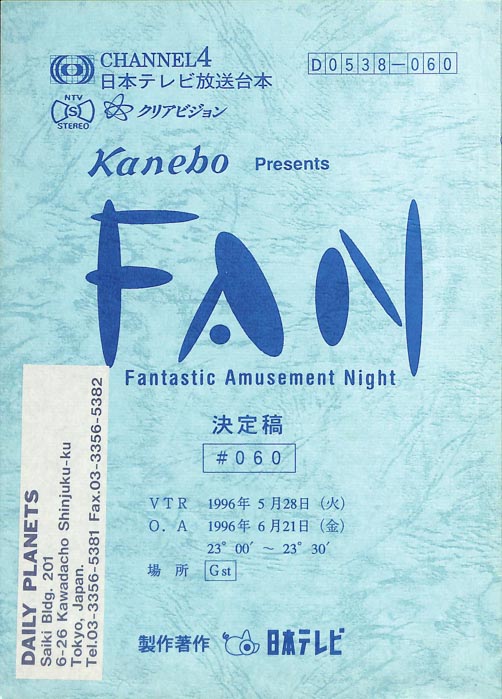 CHANNEL4
日本テレビ放送台本
D0538-060
NTV
S
STEREO
クリアビジョン
Kanebo Presents
FAN
Fantastic Amusement Night
決定稿
#060
VTR 1996年 5月28日(火)
O.A 1996年 6月21日(金)
23°00′~23°30′
場所 Gst
製作著作 日本テレビ
DAILY PLANETS
Saiki Bldg. 201
6-26 Kawadacho Shinjuku-ku
Tokyo, Japan.
Tel.03-3356-5381 Fax.03-3356-5382